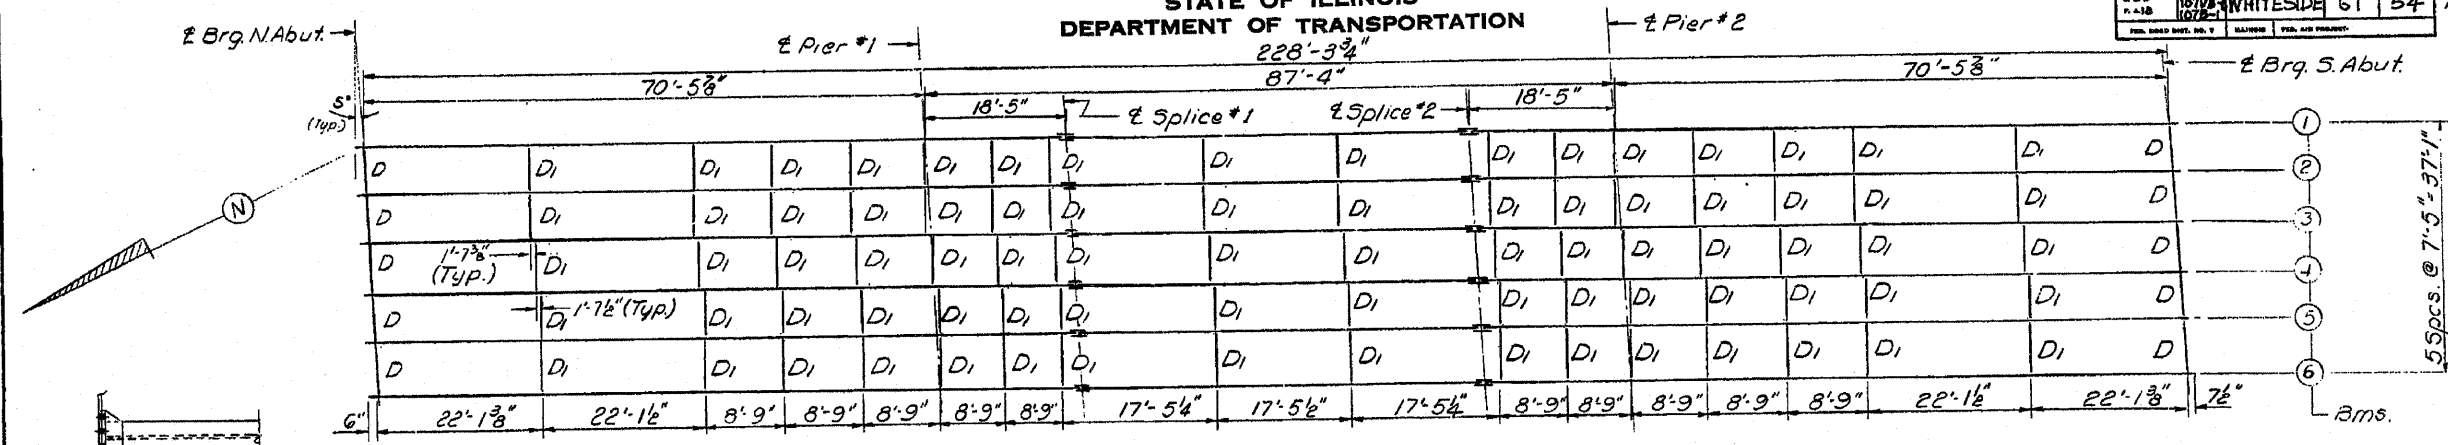 STATE OF ILLINOIS
DEPARTMENT OF TRANSPORTATION
WHITESIDE 61 54
℄ Brg. N. Abut.
℄ Pier #1
℄ Pier #2
℄ Brg. S. Abut.
228'-3¾"
70'-5⅞" 87'-4" 70'-5⅞"
5° (Typ.)
18'-5" ℄ Splice #1 ℄ Splice #2 18'-5"
1
D D₁ D₁ D₁ D₁ D₁ D₁ D₁ D₁ D₁ D₁ D₁ D₁ D₁ D₁ D₁ D₁ D
2
N
D D₁ D₁ D₁ D₁ D₁ D₁ D₁ D₁ D₁ D₁ D₁ D₁ D₁ D₁ D₁ D₁ D
3
D 1'-7⅜" (Typ.) D₁ D₁ D₁ D₁ D₁ D₁ D₁ D₁ D₁ D₁ D₁ D₁ D₁ D₁ D₁ D₁ D
4
D D₁ 1'-7½" (Typ.) D₁ D₁ D₁ D₁ D₁ D₁ D₁ D₁ D₁ D₁ D₁ D₁ D₁ D₁ D₁ D
5
D D₁ D₁ D₁ D₁ D₁ D₁ D₁ D₁ D₁ D₁ D₁ D₁ D₁ D₁ D₁ D₁ D
6
5 Spcs. @ 7'-5" = 37'-1"
6" 22'-1⅜" 22'-1½" 8'-9" 8'-9" 8'-9" 8'-9" 8'-9" 17'-5¼" 17'-5½" 17'-5¼" 8'-9" 8'-9" 8'-9" 8'-9" 8'-9" 22'-1½" 22'-1⅜" 7½"
Bms.